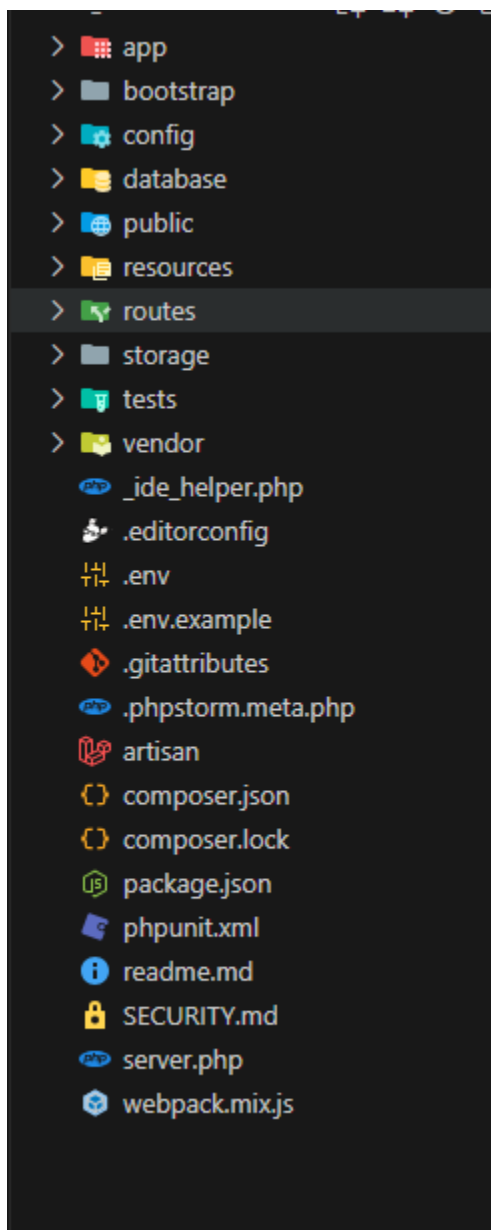 app
bootstrap
config
database
public
resources
routes
storage
tests
vendor
_ide_helper.php
.editorconfig
.env
.env.example
.gitattributes
.phpstorm.meta.php
artisan
composer.json
composer.lock
package.json
phpunit.xml
readme.md
SECURITY.md
server.php
webpack.mix.js